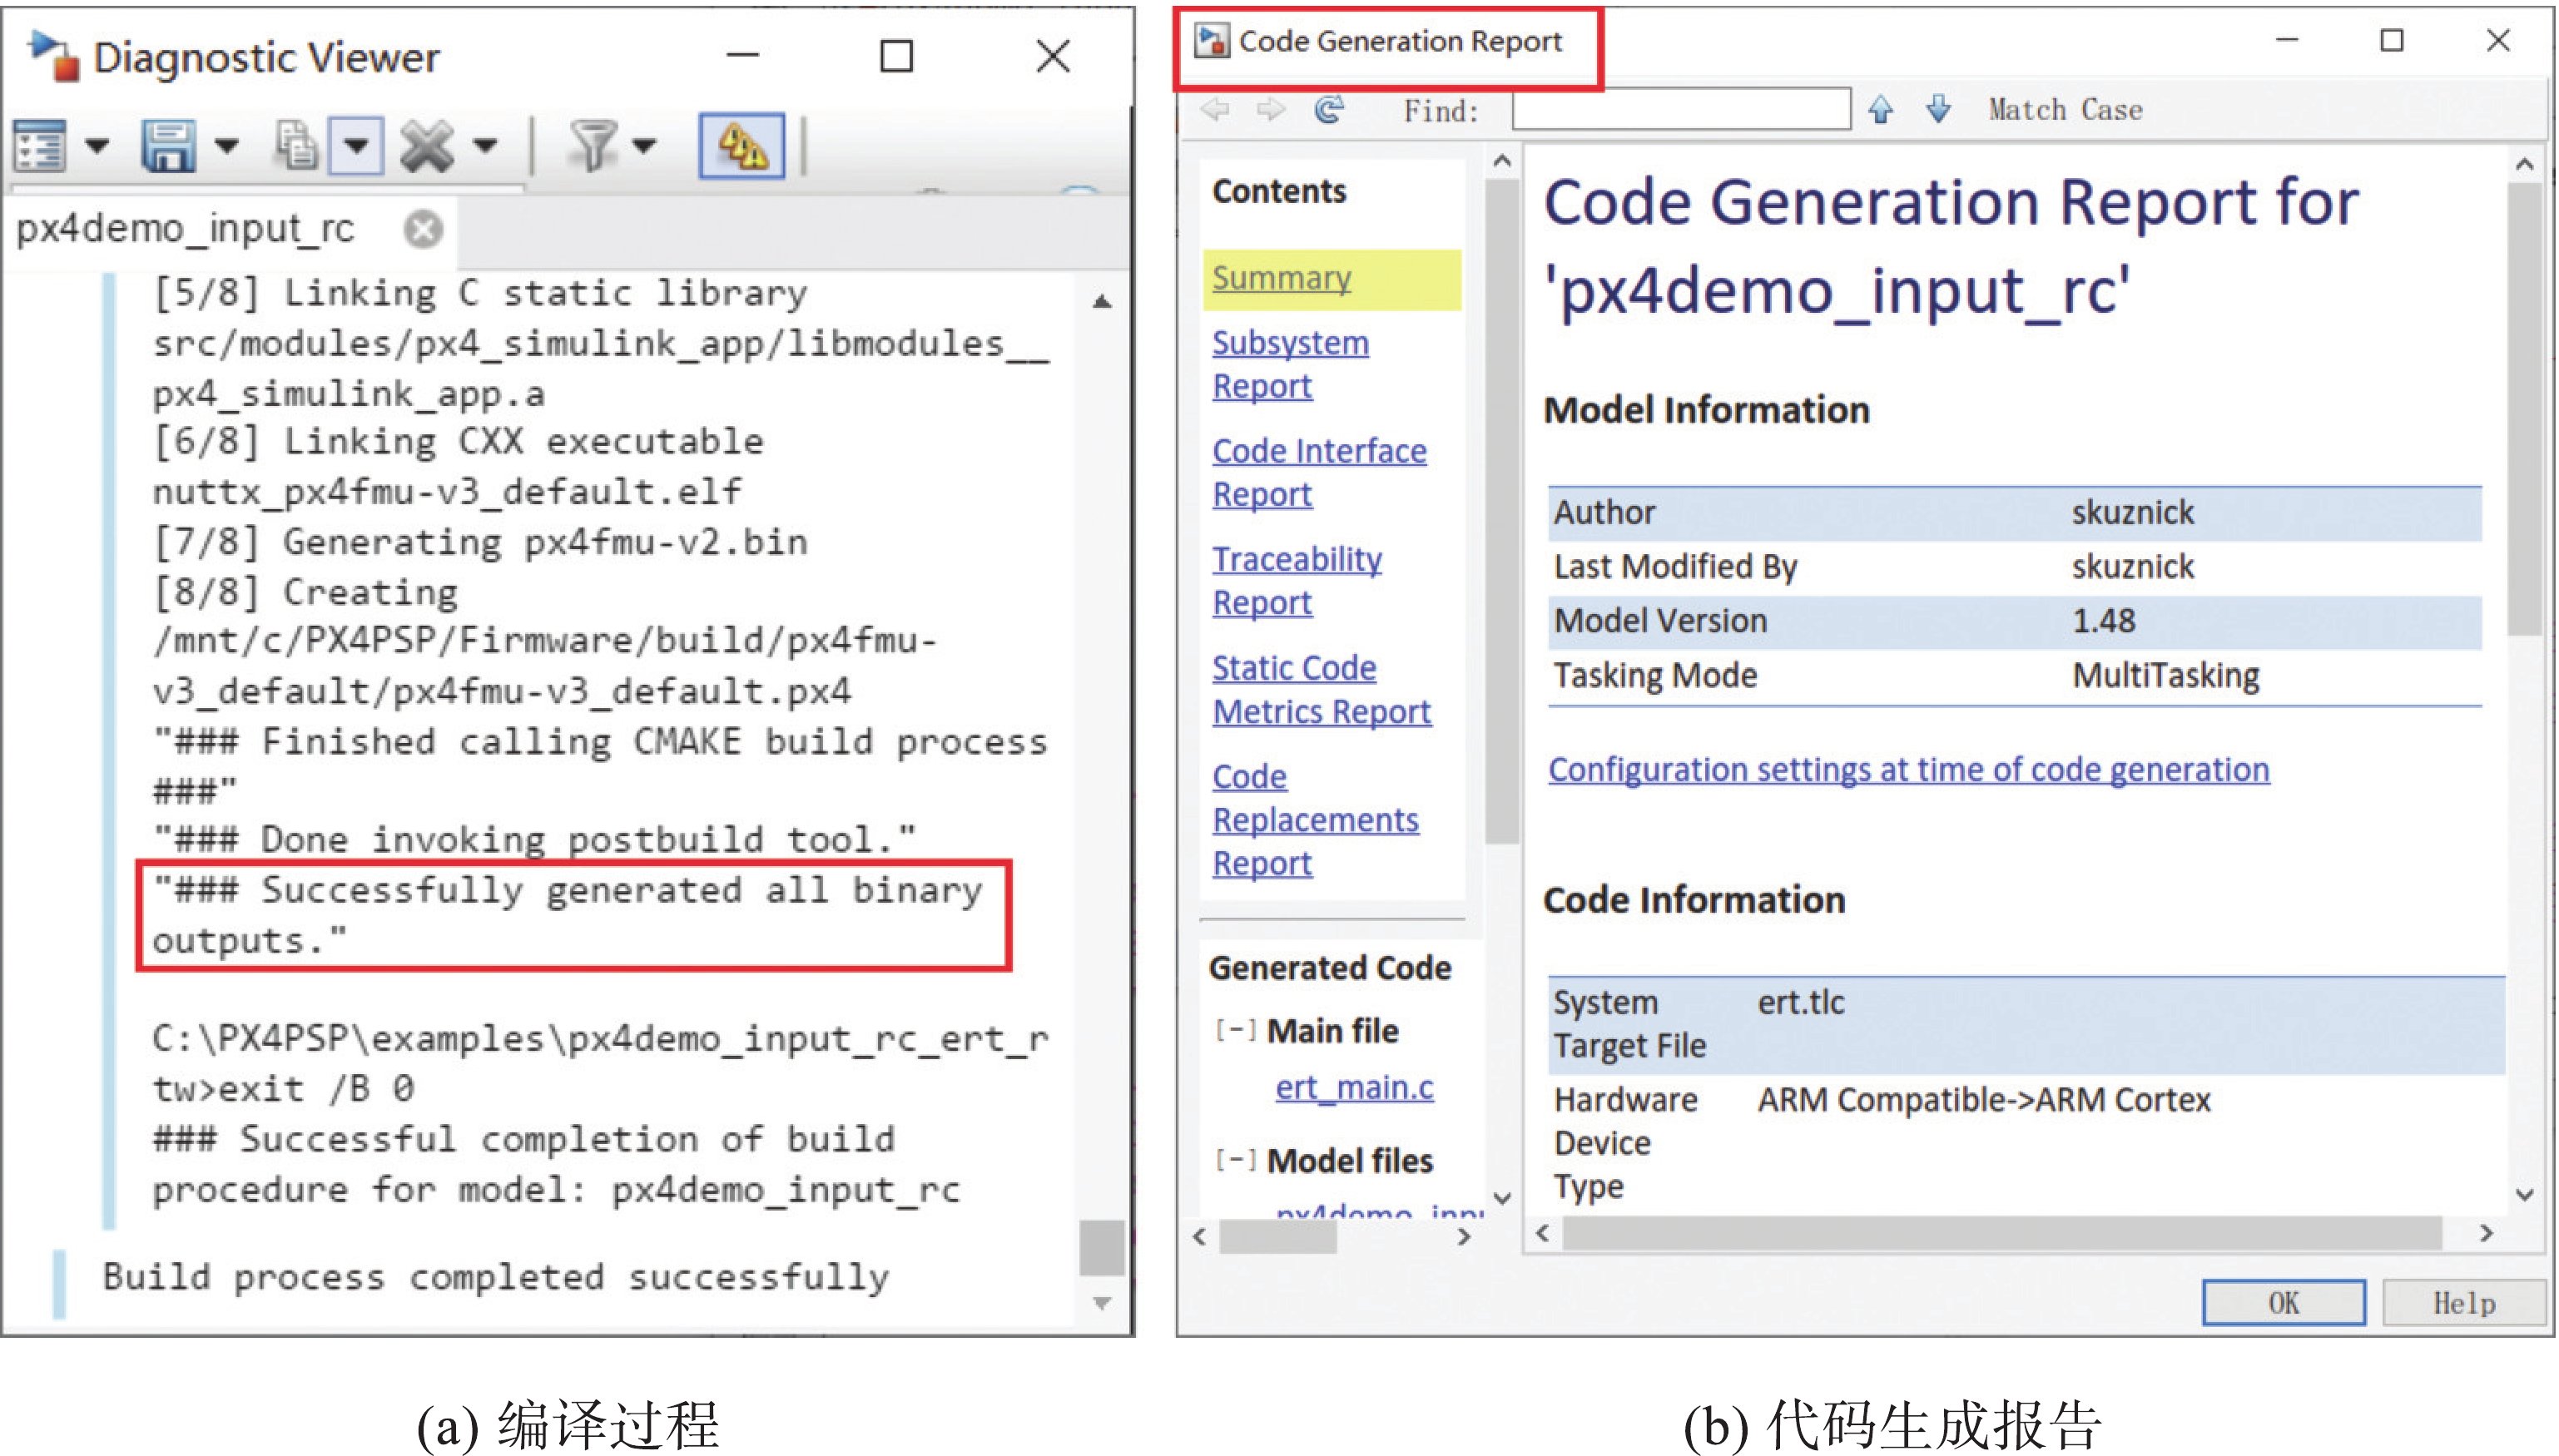 Diagnostic Viewer
px4demo_input_rc
[5/8] Linking C static library
src/modules/px4_simulink_app/libmodules__
px4_simulink_app.a
[6/8] Linking CXX executable
nuttx_px4fmu-v3_default.elf
[7/8] Generating px4fmu-v2.bin
[8/8] Creating
/mnt/c/PX4PSP/Firmware/build/px4fmu-
v3_default/px4fmu-v3_default.px4
"### Finished calling CMAKE build process
###"
"### Done invoking postbuild tool."
"### Successfully generated all binary
outputs."
C:\PX4PSP\examples\px4demo_input_rc_ert_r
tw>exit /B 0
### Successful completion of build
procedure for model: px4demo_input_rc
Build process completed successfully
(a) 编译过程
Code Generation Report
Find:
Match Case
Contents
Summary
Subsystem
Report
Code Interface
Report
Traceability
Report
Static Code
Metrics Report
Code
Replacements
Report
Generated Code
[-] Main file
ert_main.c
[-] Model files
Code Generation Report for
'px4demo_input_rc'
Model Information
Author skuznick
Last Modified By skuznick
Model Version 1.48
Tasking Mode MultiTasking
Configuration settings at time of code generation
Code Information
System ert.tlc
Target File
Hardware ARM Compatible->ARM Cortex
Device
Type
OK Help
(b) 代码生成报告